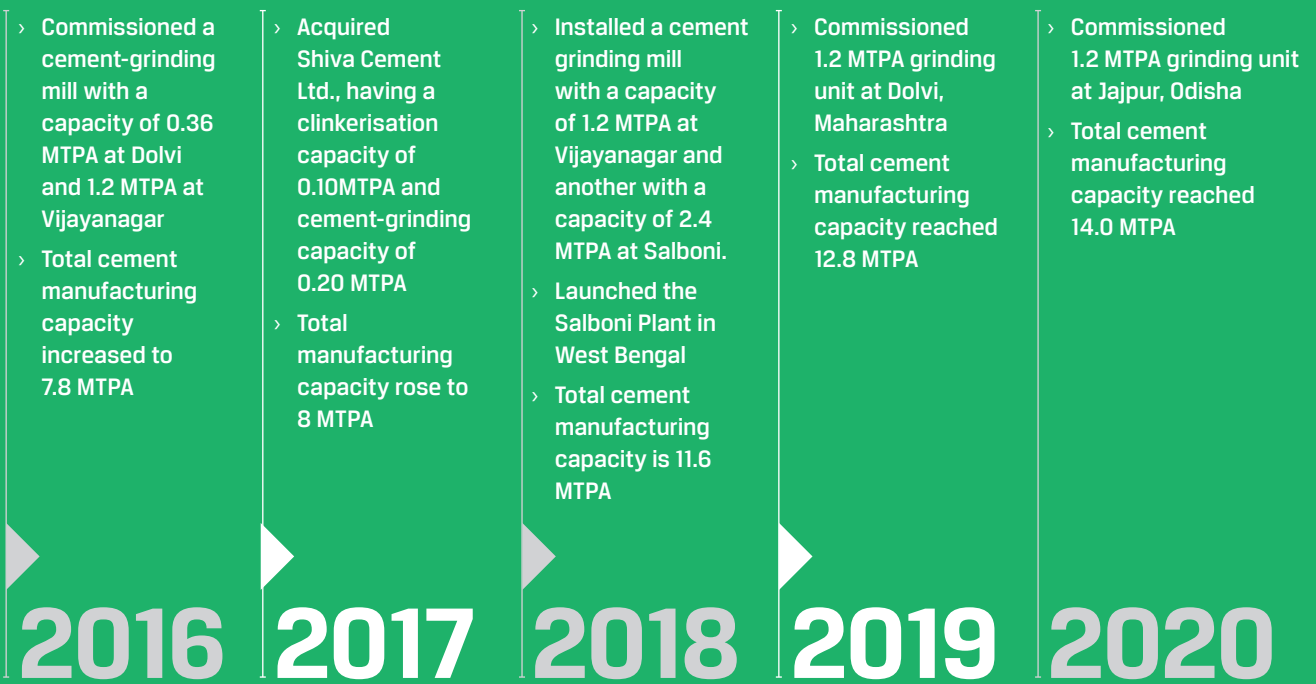 › Commissioned a
cement-grinding
mill with a
capacity of 0.36
MTPA at Dolvi
and 1.2 MTPA at
Vijayanagar
› Total cement
manufacturing
capacity
increased to
7.8 MTPA
2016
› Acquired
Shiva Cement
Ltd., having a
clinkerisation
capacity of
0.10MTPA and
cement-grinding
capacity of
0.20 MTPA
› Total
manufacturing
capacity rose to
8 MTPA
2017
› Installed a cement
grinding mill
with a capacity
of 1.2 MTPA at
Vijayanagar and
another with a
capacity of 2.4
MTPA at Salboni.
› Launched the
Salboni Plant in
West Bengal
› Total cement
manufacturing
capacity is 11.6
MTPA
2018
› Commissioned
1.2 MTPA grinding
unit at Dolvi,
Maharashtra
› Total cement
manufacturing
capacity reached
12.8 MTPA
2019
› Commissioned
1.2 MTPA grinding unit
at Jajpur, Odisha
› Total cement
manufacturing
capacity reached
14.0 MTPA
2020